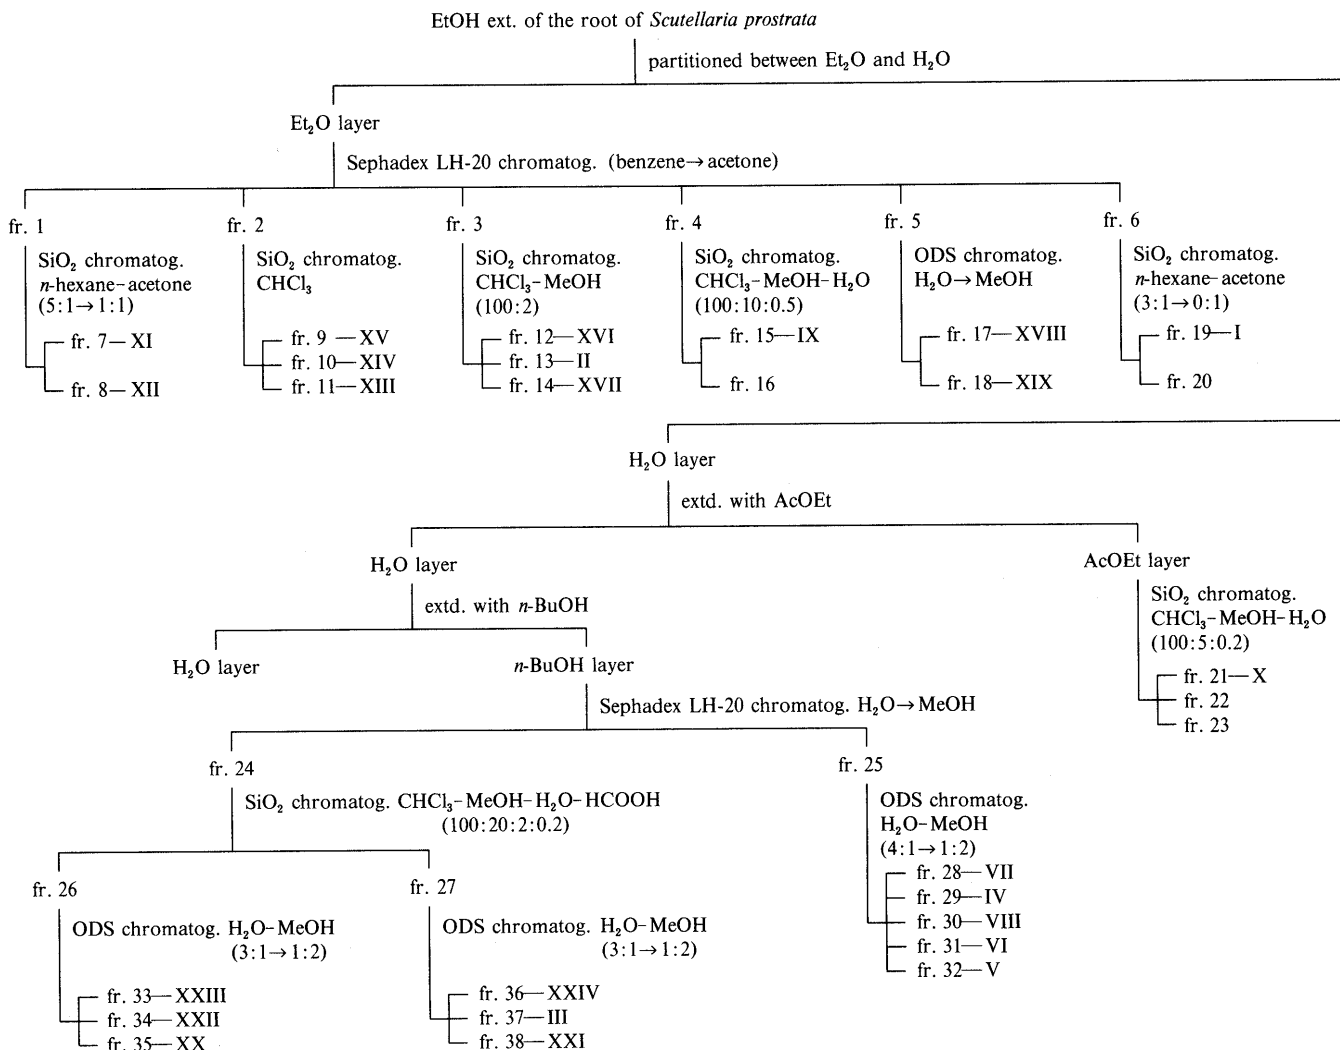 EtOH ext. of the root of Scutellaria prostrata
partitioned between Et₂O and H₂O
Et₂O layer
Sephadex LH-20 chromatog. (benzene→acetone)
fr. 1
SiO₂ chromatog.
n-hexane–acetone
(5:1→1:1)
fr. 7—XI
fr. 8—XII
fr. 2
SiO₂ chromatog.
CHCl₃
fr. 9—XV
fr. 10—XIV
fr. 11—XIII
fr. 3
SiO₂ chromatog.
CHCl₃–MeOH
(100:2)
fr. 12—XVI
fr. 13—II
fr. 14—XVII
fr. 4
SiO₂ chromatog.
CHCl₃–MeOH–H₂O
(100:10:0.5)
fr. 15—IX
fr. 16
fr. 5
ODS chromatog.
H₂O→MeOH
fr. 17—XVIII
fr. 18—XIX
fr. 6
SiO₂ chromatog.
n-hexane–acetone
(3:1→0:1)
fr. 19—I
fr. 20
H₂O layer
extd. with AcOEt
H₂O layer
extd. with n-BuOH
H₂O layer
n-BuOH layer
Sephadex LH-20 chromatog. H₂O→MeOH
AcOEt layer
SiO₂ chromatog.
CHCl₃–MeOH–H₂O
(100:5:0.2)
fr. 21—X
fr. 22
fr. 23
fr. 24
SiO₂ chromatog. CHCl₃–MeOH–H₂O–HCOOH
(100:20:2:0.2)
fr. 25
ODS chromatog.
H₂O–MeOH
(4:1→1:2)
fr. 28—VII
fr. 29—IV
fr. 30—VIII
fr. 31—VI
fr. 32—V
fr. 26
ODS chromatog. H₂O–MeOH
(3:1→1:2)
fr. 33—XXIII
fr. 34—XXII
fr. 35—XX
fr. 27
ODS chromatog. H₂O–MeOH
(3:1→1:2)
fr. 36—XXIV
fr. 37—III
fr. 38—XXI